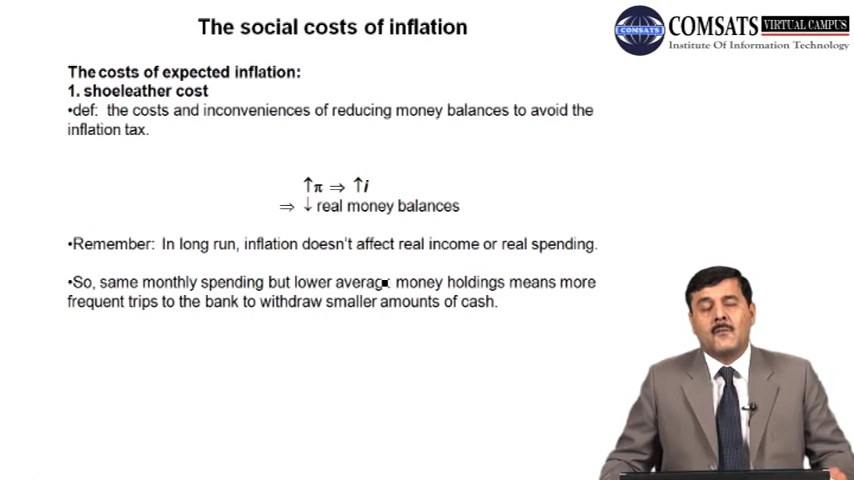 The social costs of inflation
COMSATS
COMSATS VIRTUAL CAMPUS
Institute Of Information Technology
The costs of expected inflation:
1. shoeleather cost
•def: the costs and inconveniences of reducing money balances to avoid the
inflation tax.
↑π ⇒ ↑i
⇒ ↓ real money balances
•Remember: In long run, inflation doesn't affect real income or real spending.
•So, same monthly spending but lower average money holdings means more
frequent trips to the bank to withdraw smaller amounts of cash.